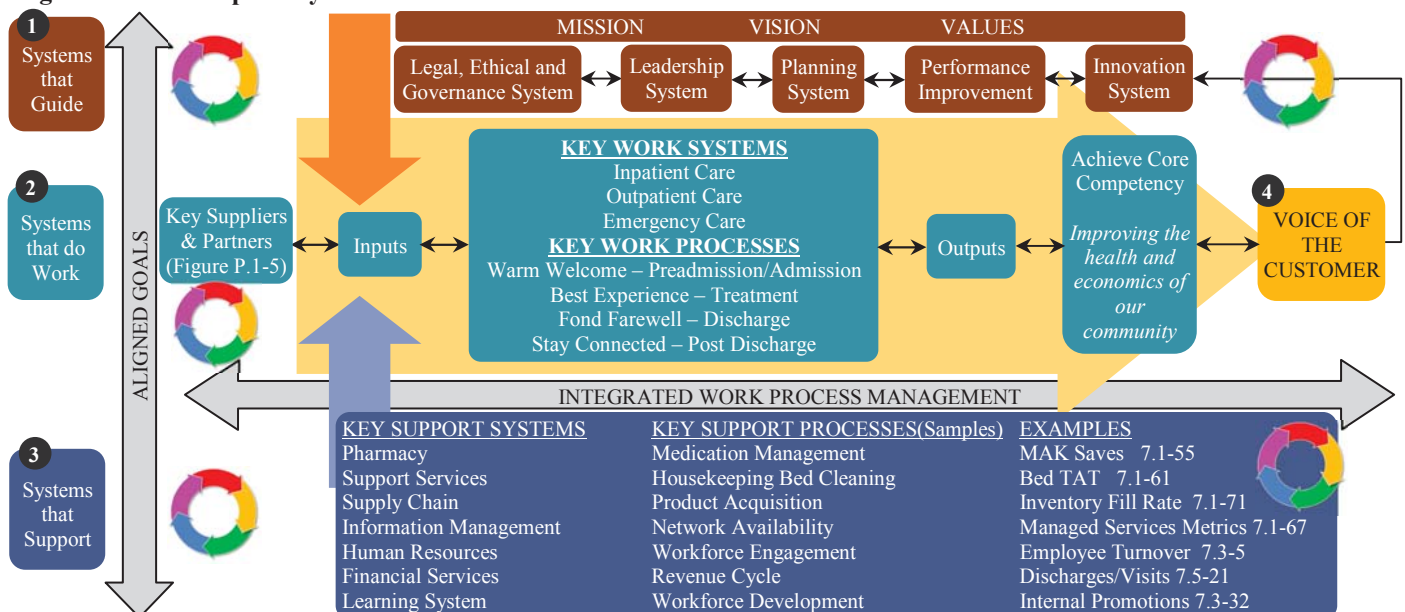 MISSION VISION VALUES
1
Systems
that
Guide
Legal, Ethical and
Governance System
Leadership
System
Planning
System
Performance
Improvement
Innovation
System
ALIGNED GOALS
2
Systems
that do
Work
Key Suppliers
& Partners
(Figure P.1-5)
Inputs
KEY WORK SYSTEMS
Inpatient Care
Outpatient Care
Emergency Care
KEY WORK PROCESSES
Warm Welcome – Preadmission/Admission
Best Experience – Treatment
Fond Farewell – Discharge
Stay Connected – Post Discharge
Outputs
Achieve Core
Competency
Improving the
health and
economics of
our
community
4
VOICE OF
THE
CUSTOMER
INTEGRATED WORK PROCESS MANAGEMENT
3
Systems
that
Support
KEY SUPPORT SYSTEMS
Pharmacy
Support Services
Supply Chain
Information Management
Human Resources
Financial Services
Learning System
KEY SUPPORT PROCESSES(Samples)
Medication Management
Housekeeping Bed Cleaning
Product Acquisition
Network Availability
Workforce Engagement
Revenue Cycle
Workforce Development
EXAMPLES
MAK Saves 7.1-55
Bed TAT 7.1-61
Inventory Fill Rate 7.1-71
Managed Services Metrics 7.1-67
Employee Turnover 7.3-5
Discharges/Visits 7.5-21
Internal Promotions 7.3-32